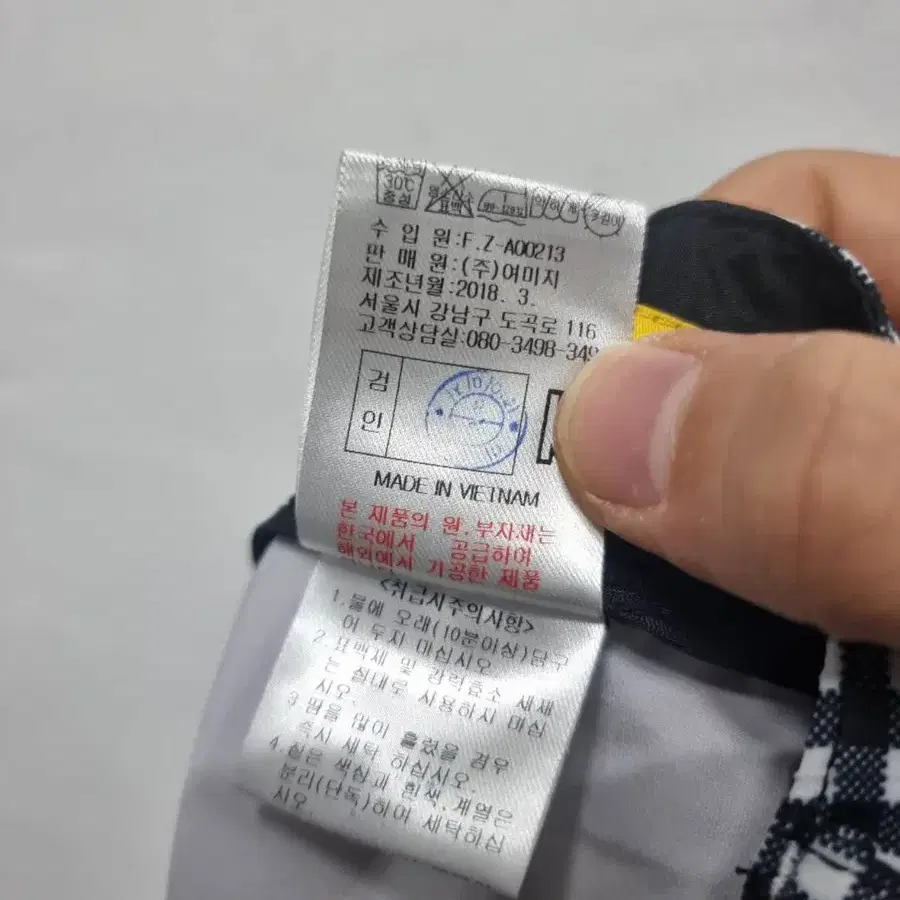 30℃
중성
표백
수 입 원:F.Z-A00213
판 매 원:(주)여미지
제조년월:2018. 3.
서울시 강남구 도곡로 116
고객상담실:080-3498-349
검
인
MADE IN VIETNAM
본 제품의 원.부자재는
한국에서 공급하여
해외에서 가공한 제품
<취급시주의사항>
1.물에 오래(10분이상)담구
어 두지 마십시오
2.표백제 및 강력효소 세제
는 절대로 사용하지 마십
시오.
3.땀을 많이 흘렸을 경우
즉시 세탁 하십시오.
4.짙은 색상과 흰색.계열은
분리(단독)하여 세탁하십
시오